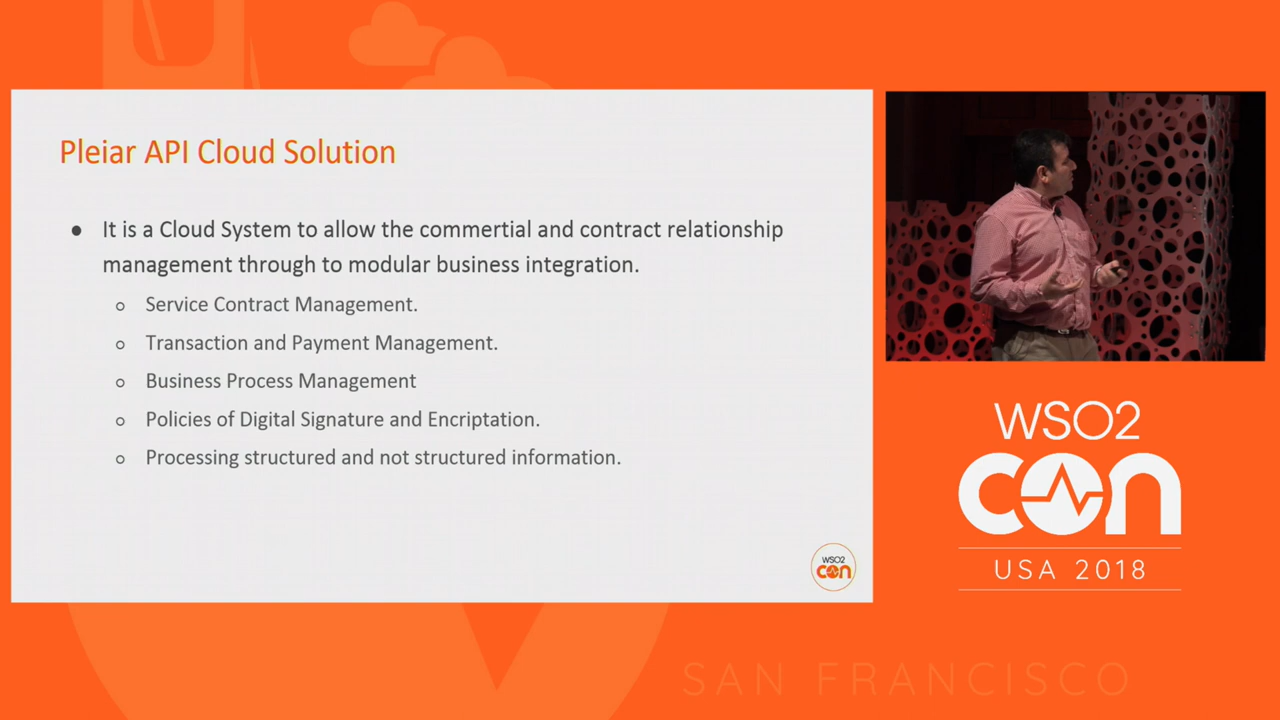 Pleiar API Cloud Solution
● It is a Cloud System to allow the commertial and contract relationship
management through to modular business integration.
○ Service Contract Management.
○ Transaction and Payment Management.
○ Business Process Management
○ Policies of Digital Signature and Encriptation.
○ Processing structured and not structured information.
WSO2
con
WSO2
con
USA 2018
SAN FRANCISCO